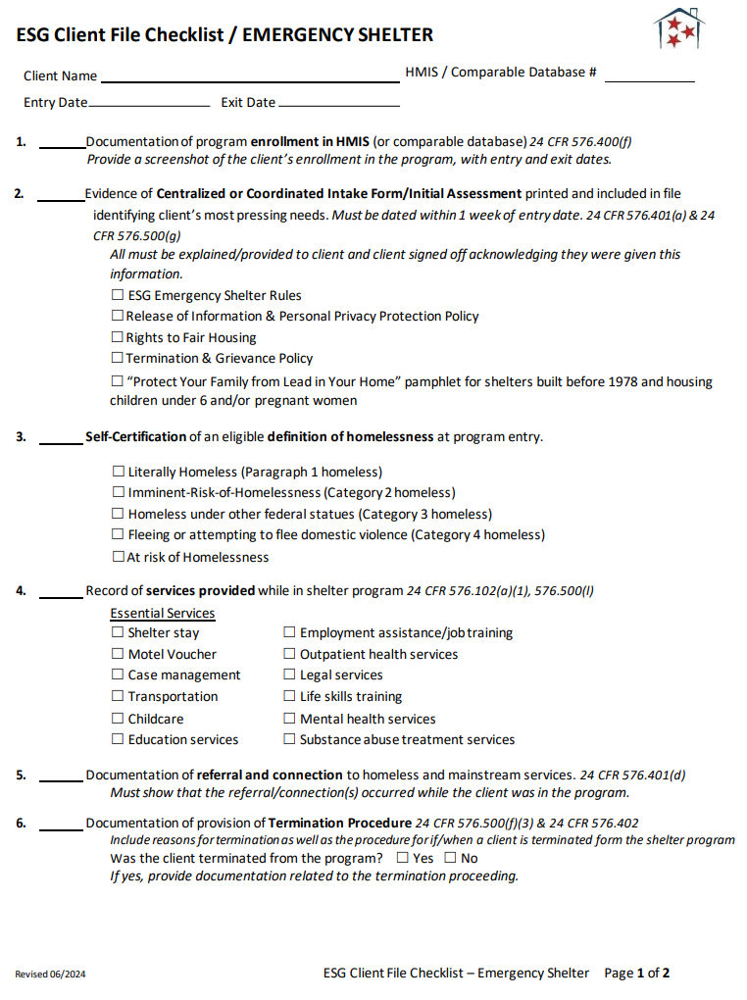 ESG Client File Checklist / EMERGENCY SHELTER
Client Name ____________________ HMIS / Comparable Database # ____________
Entry Date________________ Exit Date ________________
1. ______Documentation of program enrollment in HMIS (or comparable database) 24 CFR 576.400(f)
Provide a screenshot of the client's enrollment in the program, with entry and exit dates.
2. ______Evidence of Centralized or Coordinated Intake Form/Initial Assessment printed and included in file
identifying client's most pressing needs. Must be dated within 1 week of entry date. 24 CFR 576.401(a) & 24
CFR 576.500(g)
All must be explained/provided to client and client signed off acknowledging they were given this
information.
☐ ESG Emergency Shelter Rules
☐ Release of Information & Personal Privacy Protection Policy
☐ Rights to Fair Housing
☐ Termination & Grievance Policy
☐ “Protect Your Family from Lead in Your Home” pamphlet for shelters built before 1978 and housing
children under 6 and/or pregnant women
3. ______ Self-Certification of an eligible definition of homelessness at program entry.
☐ Literally Homeless (Paragraph 1 homeless)
☐ Imminent-Risk-of-Homelessness (Category 2 homeless)
☐ Homeless under other federal statues (Category 3 homeless)
☐ Fleeing or attempting to flee domestic violence (Category 4 homeless)
☐ At risk of Homelessness
4. ______ Record of services provided while in shelter program 24 CFR 576.102(a)(1), 576.500(l)
Essential Services
☐ Shelter stay ☐ Employment assistance/job training
☐ Motel Voucher ☐ Outpatient health services
☐ Case management ☐ Legal services
☐ Transportation ☐ Life skills training
☐ Childcare ☐ Mental health services
☐ Education services ☐ Substance abuse treatment services
5. ______ Documentation of referral and connection to homeless and mainstream services. 24 CFR 576.401(d)
Must show that the referral/connection(s) occurred while the client was in the program.
6. ______ Documentation of provision of Termination Procedure 24 CFR 576.500(f)(3) & 24 CFR 576.402
Include reasons for termination as well as the procedure for if/when a client is terminated form the shelter program
Was the client terminated from the program? ☐ Yes ☐ No
If yes, provide documentation related to the termination proceeding.
Revised 06/2024 ESG Client File Checklist – Emergency Shelter Page 1 of 2